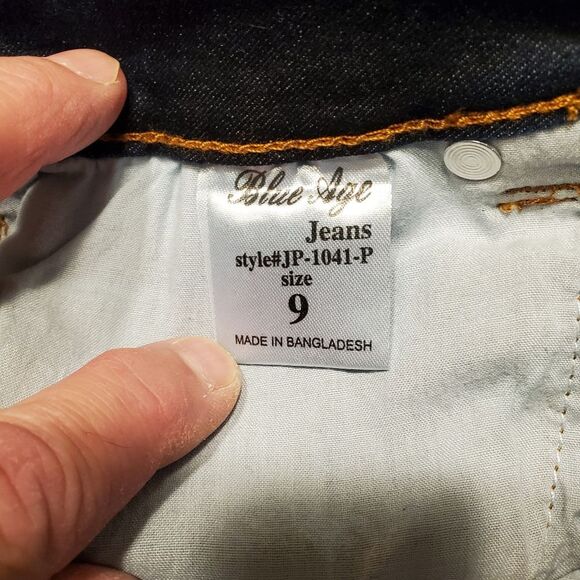 Blue Age
Jeans
style#JP-1041-P
size
9
MADE IN BANGLADESH